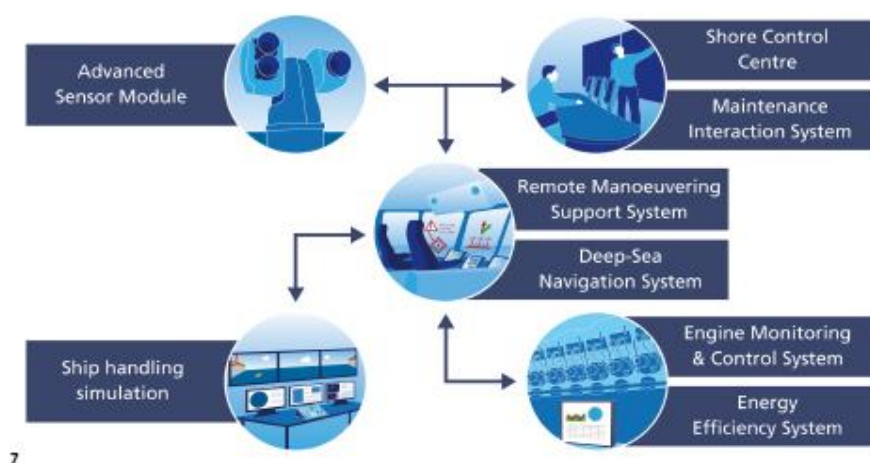 Advanced
Sensor Module
Shore Control
Centre
Maintenance
Interaction System
Remote Manoeuvering
Support System
Deep-Sea
Navigation System
Ship handling
simulation
Engine Monitoring
& Control System
Energy
Efficiency System
7